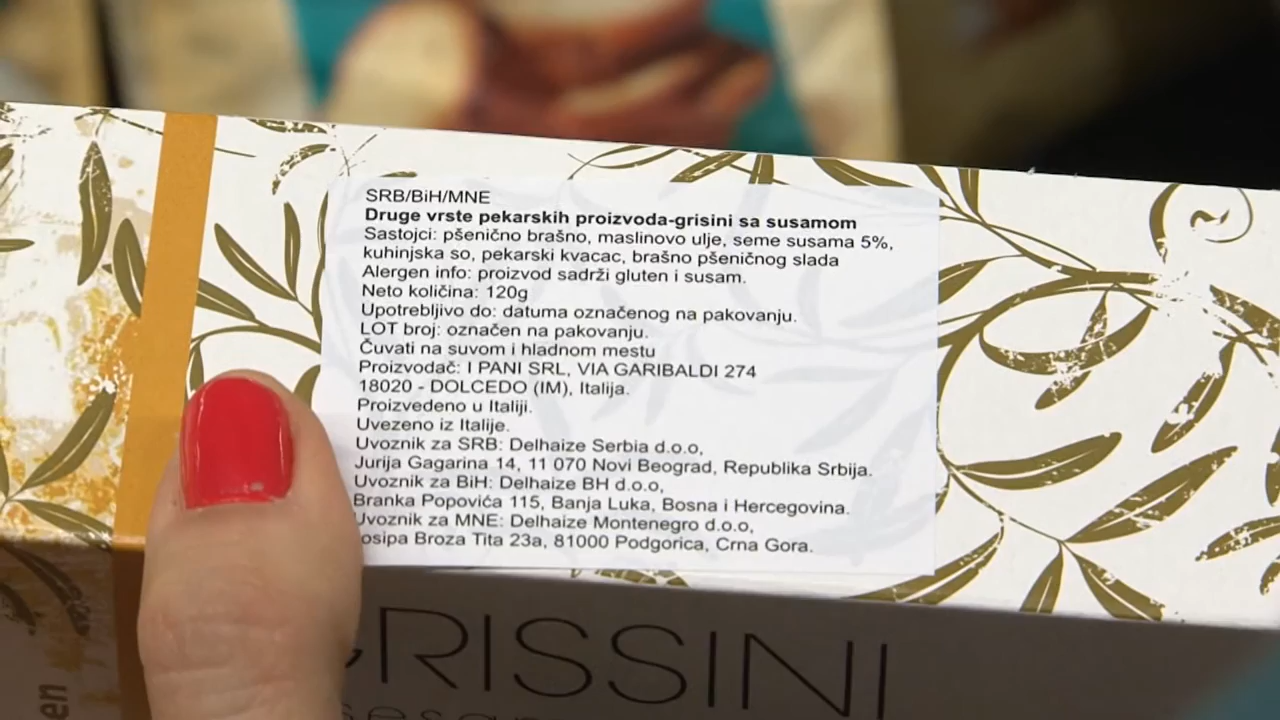 SRB/BiH/MNE
Druge vrste pekarskih proizvoda-grisini sa susamom
Sastojci: pšenično brašno, maslinovo ulje, seme susama 5%,
kuhinjska so, pekarski kvacac, brašno pšeničnog slada
Alergen info: proizvod sadrži gluten i susam.
Neto količina: 120g
Upotrebljivo do: datuma označenog na pakovanju.
LOT broj: označen na pakovanju.
Čuvati na suvom i hladnom mestu
Proizvodač: I PANI SRL, VIA GARIBALDI 274
18020 - DOLCEDO (IM), Italija.
Proizvedeno u Italiji.
Uvezeno iz Italije.
Uvoznik za SRB: Delhaize Serbia d.o.o,
Jurija Gagarina 14, 11 070 Novi Beograd, Republika Srbija.
Uvoznik za BiH: Delhaize BH d.o.o,
Branka Popovića 115, Banja Luka, Bosna i Hercegovina.
Uvoznik za MNE: Delhaize Montenegro d.o.o,
osipa Broza Tita 23a, 81000 Podgorica, Crna Gora.
GRISSINI